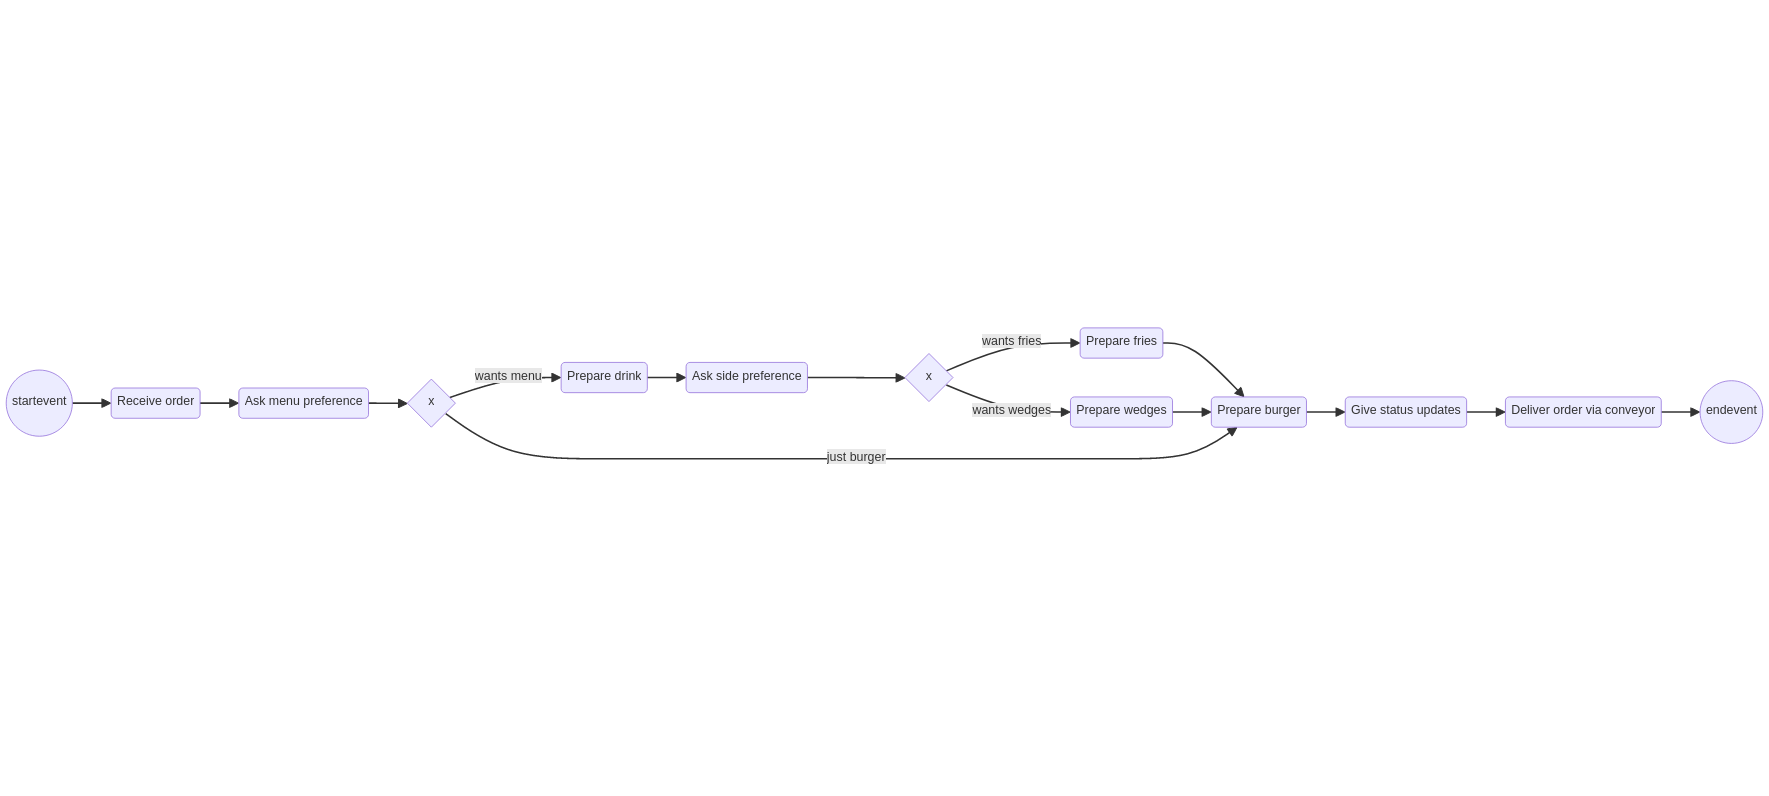 startevent
Receive order
Ask menu preference
x
wants menu
Prepare drink
Ask side preference
x
wants fries
Prepare fries
wants wedges
Prepare wedges
just burger
Prepare burger
Give status updates
Deliver order via conveyor
endevent